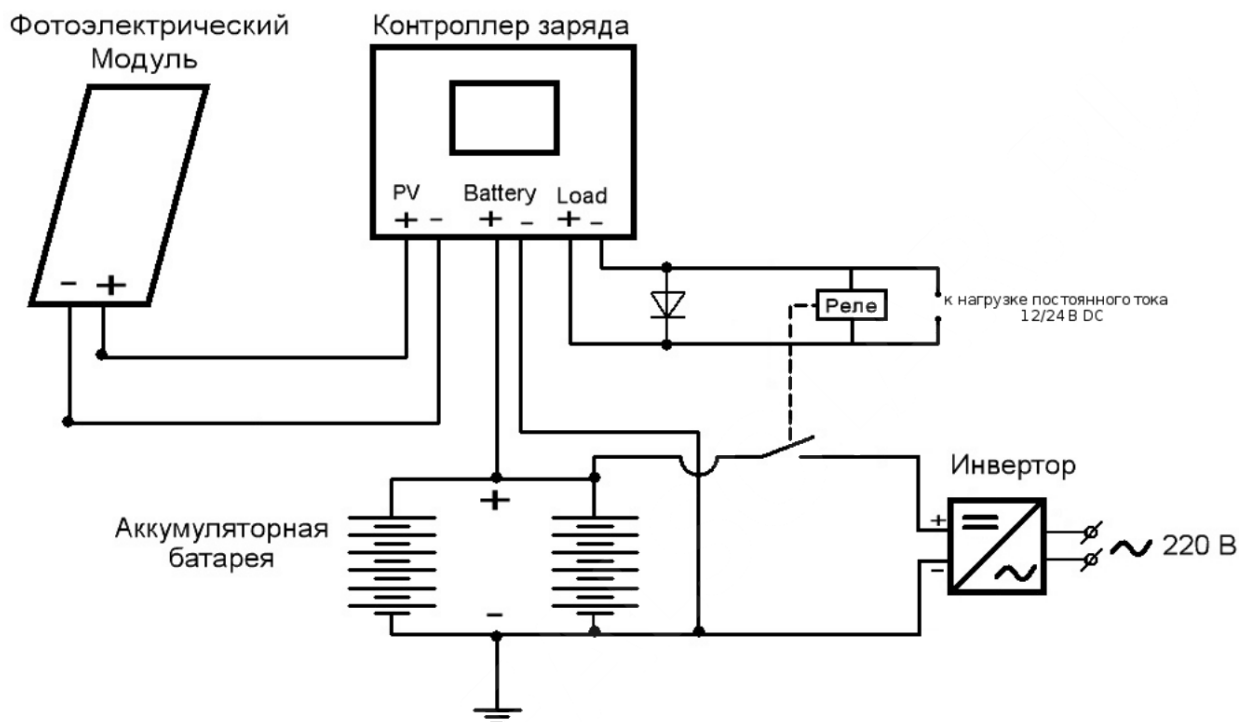 Фотоэлектрический
Модуль
Контроллер заряда
PV Battery Load
+ − + − + −
− +
Реле
к нагрузке постоянного тока
12/24 В DC
Инвертор
+
Аккумуляторная
батарея
+
−
−
220 В